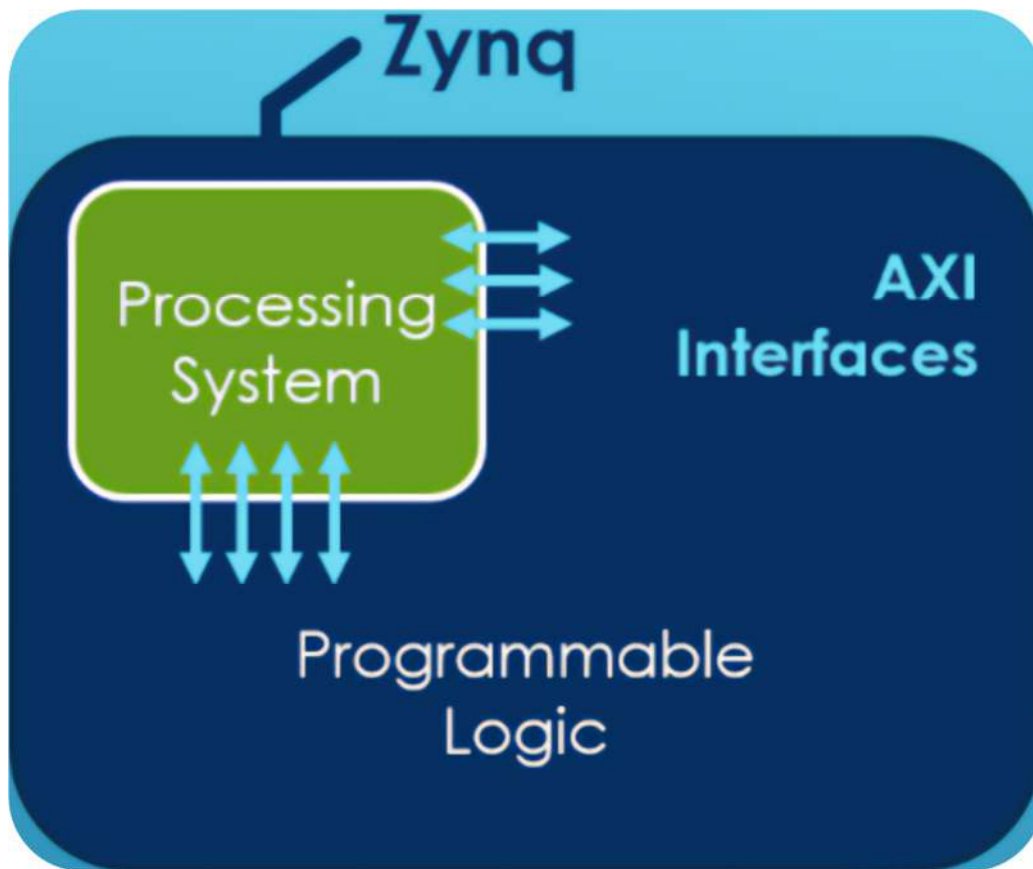 Zynq
Processing
System
AXI
Interfaces
Programmable
Logic